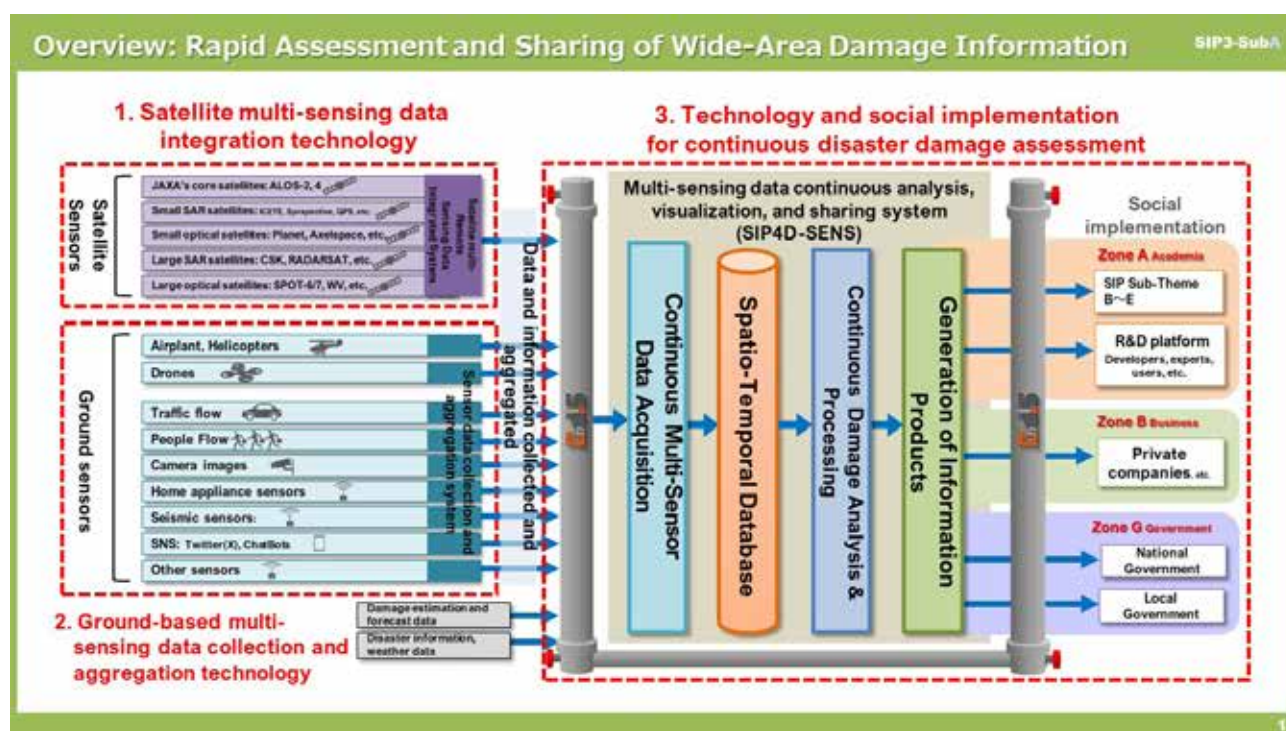 Overview: Rapid Assessment and Sharing of Wide-Area Damage Information
SIP3-SubA
1. Satellite multi-sensing data
integration technology
Satellite
Sensors
JAXA's core satellites: ALOS-2, 4
Small SAR satellites: etc.
Small optical satellites: Planet, Axelspace, etc.
Large SAR satellites: CSK, RADARSAT, etc.
Large optical satellites: SPOT-6/7, WV, etc.
Sensing Data
Integrated System
Ground sensors
Airplant, Helicopters
Drones
Traffic flow
People Flow
Camera images
Home appliance sensors
Seismic sensors:
SNS: Twitter(X), ChatBots
Other sensors
Sensor data collection and
aggregation system
Data and information collected and
aggregated
Damage estimation and
forecast data
Disaster information,
weather data
2. Ground-based multi-
sensing data collection and
aggregation technology
3. Technology and social implementation
for continuous disaster damage assessment
Multi-sensing data continuous analysis,
visualization, and sharing system
(SIP4D-SENS)
Continuous Multi-Sensor
Data Acquisition
Spatio-Temporal Database
Continuous Damage Analysis &
Processing
Generation of Information
Products
Social
implementation
Zone A Academia
SIP Sub-Theme
B～E
R&D platform
Developers, experts,
users, etc.
Zone B Business
Private
companies, etc.
Zone G Government
National
Government
Local
Government
1